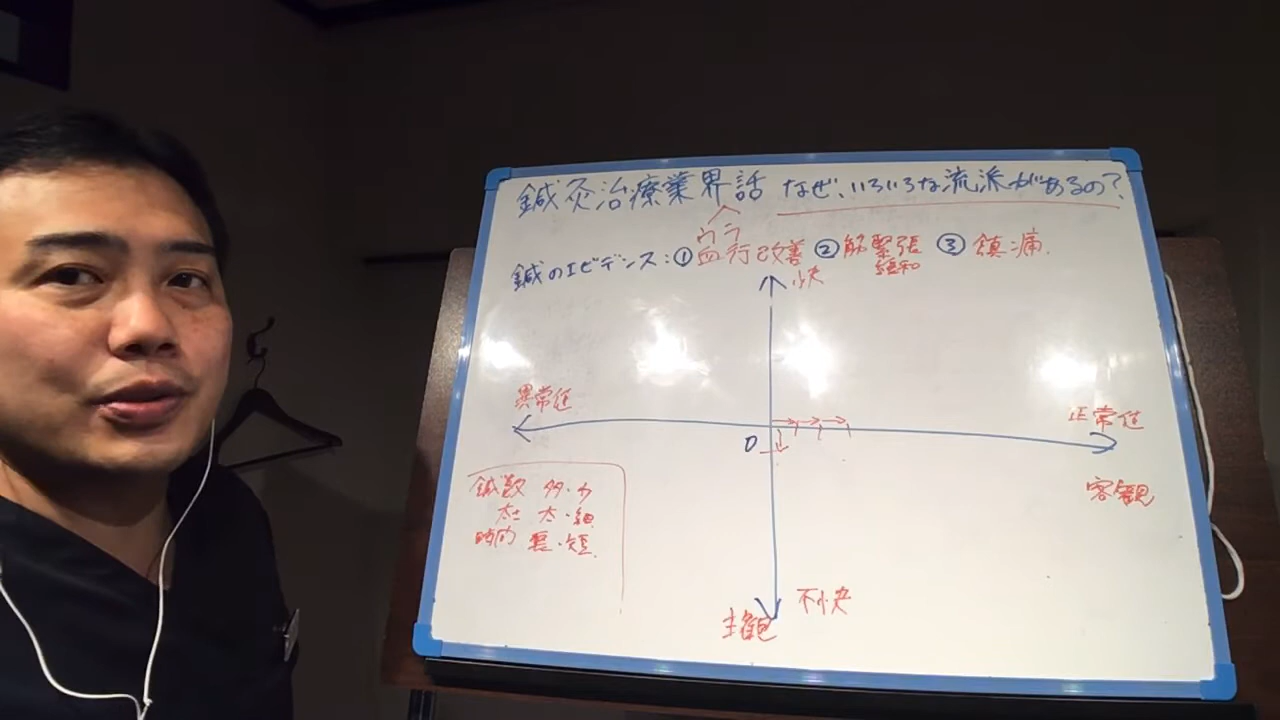 鍼灸治療業界話 なぜ、いろいろな流派があるの？
ウラ
鍼のエビデンス：①血行改善 ②筋緊張 ③鎮痛.
緩和
快
異常値
正常値
0
客観
鍼数 多・少
太さ 太・細
時間 長・短
不快
主観